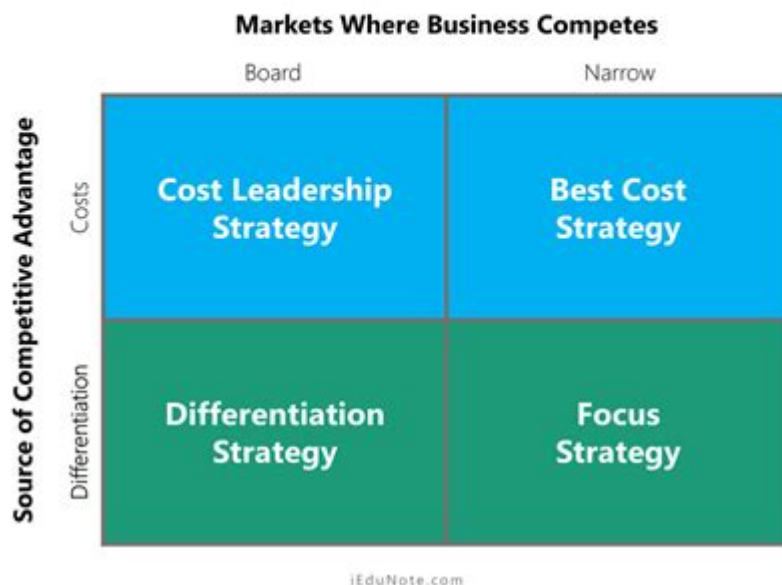 Markets Where Business Competes
Board Narrow
Source of Competitive Advantage
Costs
Cost Leadership
Strategy
Best Cost
Strategy
Differentiation
Differentiation
Strategy
Focus
Strategy
iEduNote.com